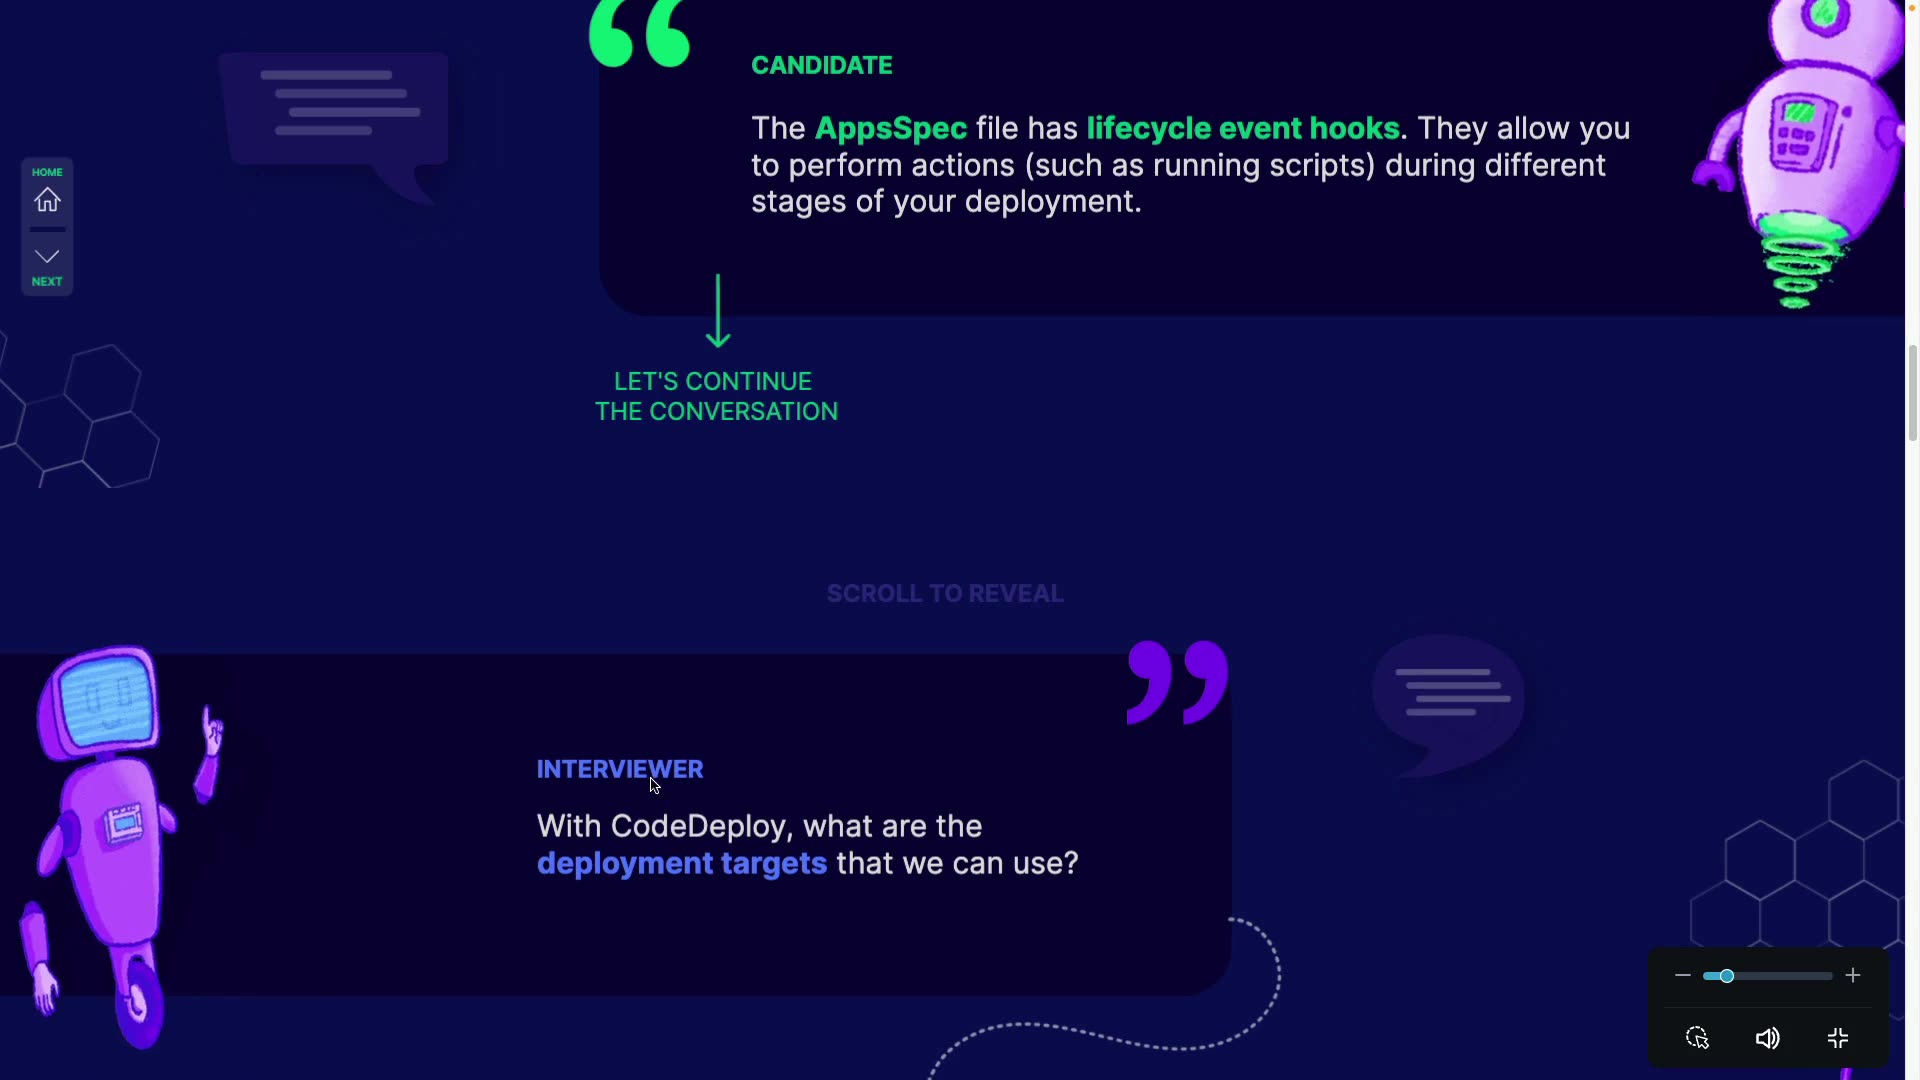 CANDIDATE
The AppsSpec file has lifecycle event hooks. They allow you
to perform actions (such as running scripts) during different
stages of your deployment.
HOME
NEXT
LET'S CONTINUE
THE CONVERSATION
SCROLL TO REVEAL
INTERVIEWER
With CodeDeploy, what are the
deployment targets that we can use?